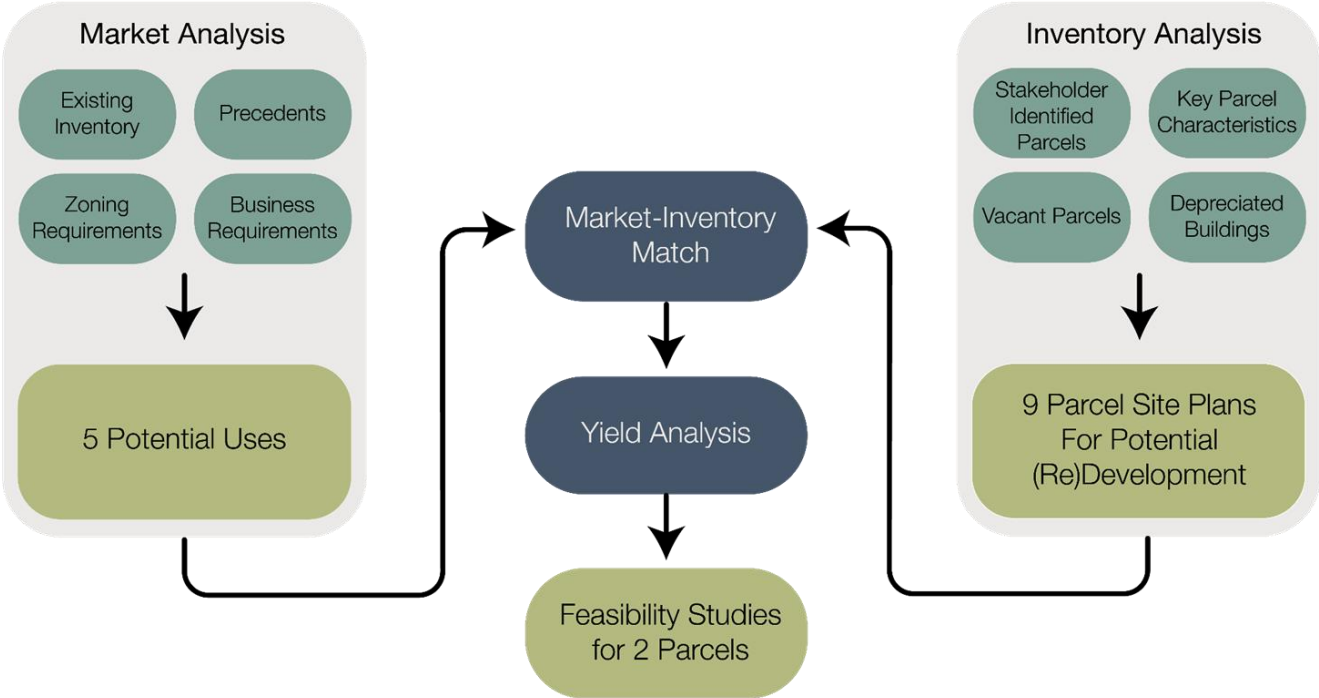 Market Analysis
Existing
Inventory
Precedents
Zoning
Requirements
Business
Requirements
5 Potential Uses
Market-Inventory
Match
Yield Analysis
Feasibility Studies
for 2 Parcels
Inventory Analysis
Stakeholder
Identified
Parcels
Key Parcel
Characteristics
Vacant Parcels
Depreciated
Buildings
9 Parcel Site Plans
For Potential
(Re)Development